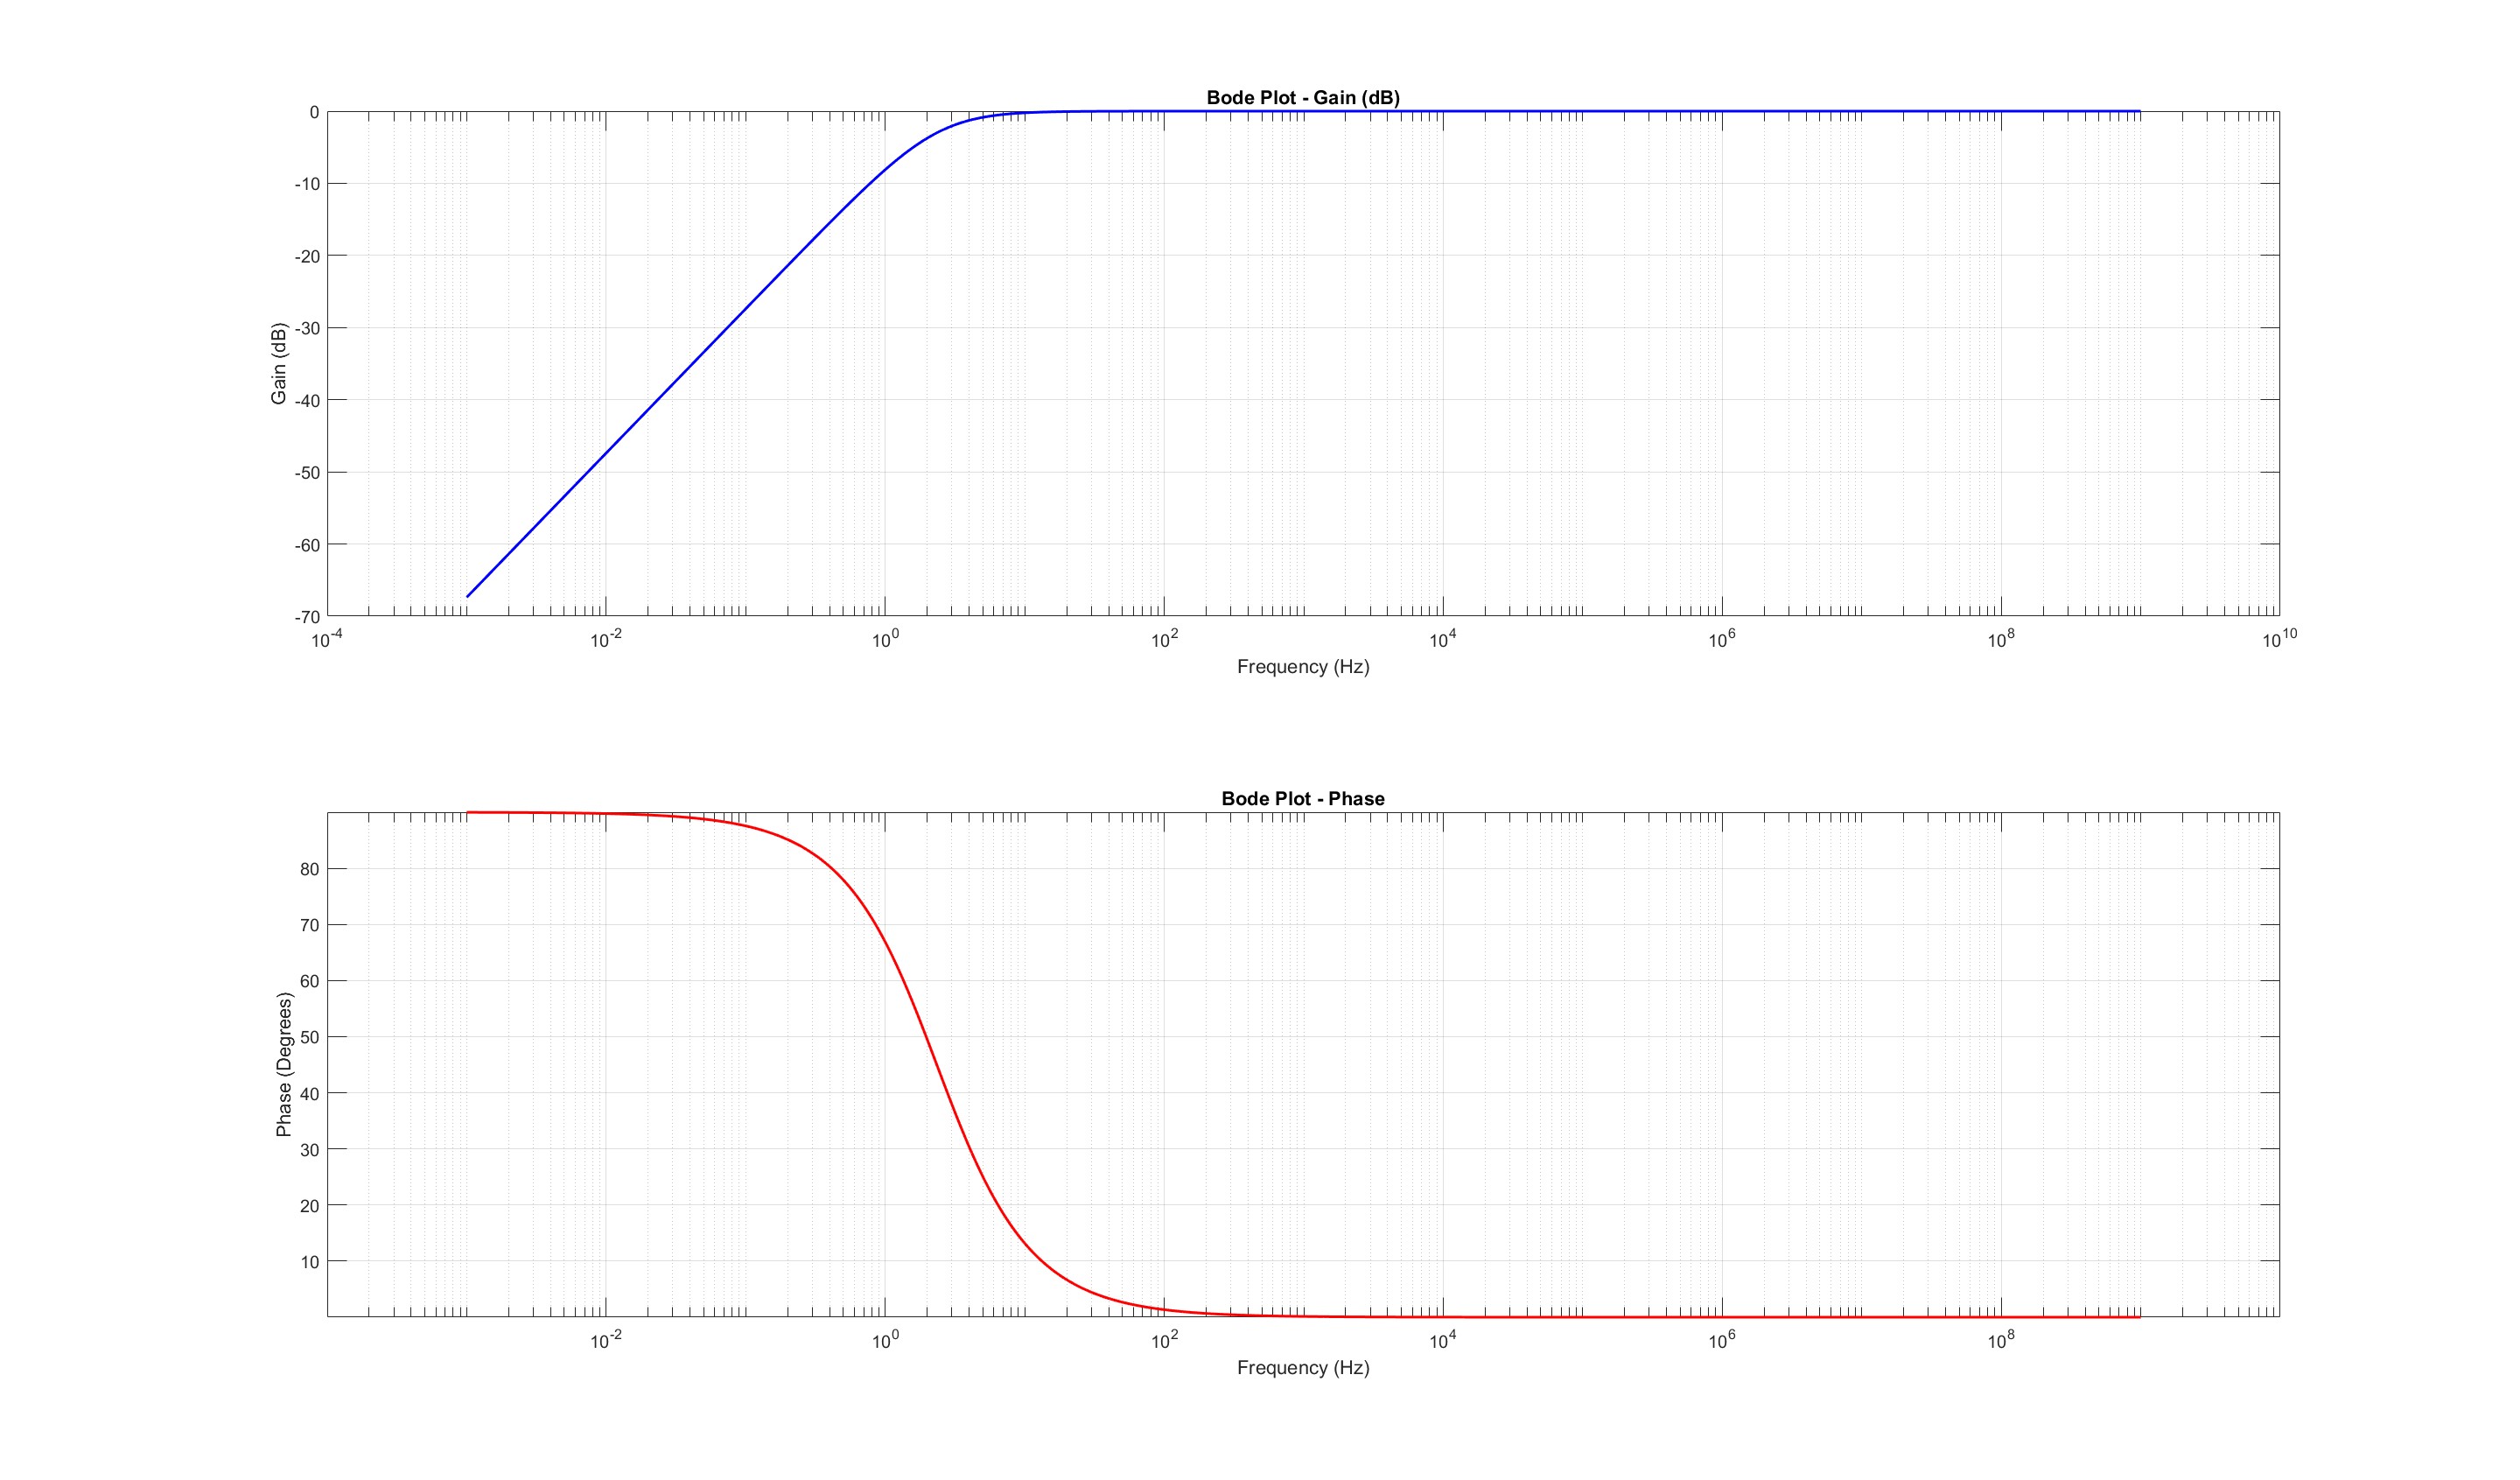 Bode Plot - Gain (dB)
0
-10
-20
-30
-40
-50
-60
-70
Gain (dB)
10^-4 10^-2 10^0 10^2 10^4 10^6 10^8 10^10
Frequency (Hz)
Bode Plot - Phase
80
70
60
50
40
30
20
10
Phase (Degrees)
10^-2 10^0 10^2 10^4 10^6 10^8
Frequency (Hz)